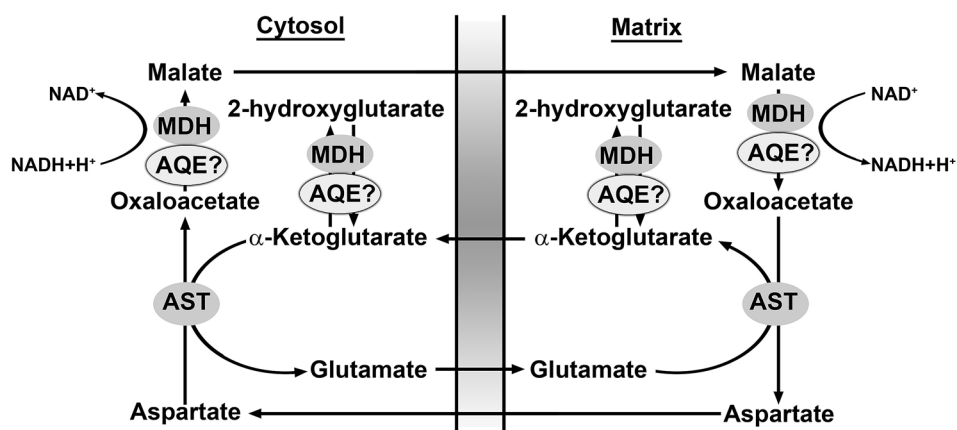 Cytosol
Matrix
Malate
Malate
NAD⁺
2-hydroxyglutarate
2-hydroxyglutarate
NAD⁺
MDH
MDH
MDH
MDH
NADH+H⁺
AQE?
AQE?
AQE?
AQE?
NADH+H⁺
Oxaloacetate
Oxaloacetate
α-Ketoglutarate
α-Ketoglutarate
AST
AST
Glutamate
Glutamate
Aspartate
Aspartate